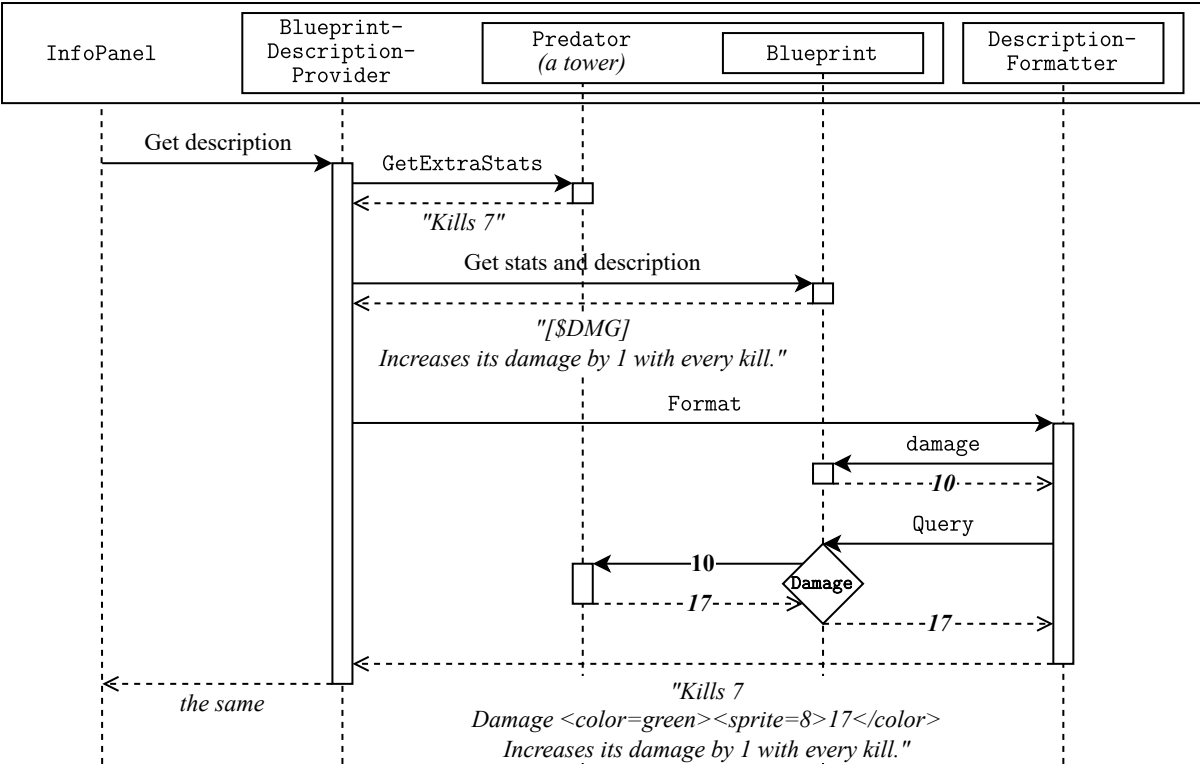 InfoPanel
Blueprint-
Description-
Provider
Predator
(a tower)
Blueprint
Description-
Formatter
Get description
GetExtraStats
"Kills 7"
Get stats and description
"[$DMG]
Increases its damage by 1 with every kill."
Format
damage
10
Query
10
Damage
17
17
the same
"Kills 7
Damage <color=green><sprite=8>17</color>
Increases its damage by 1 with every kill."